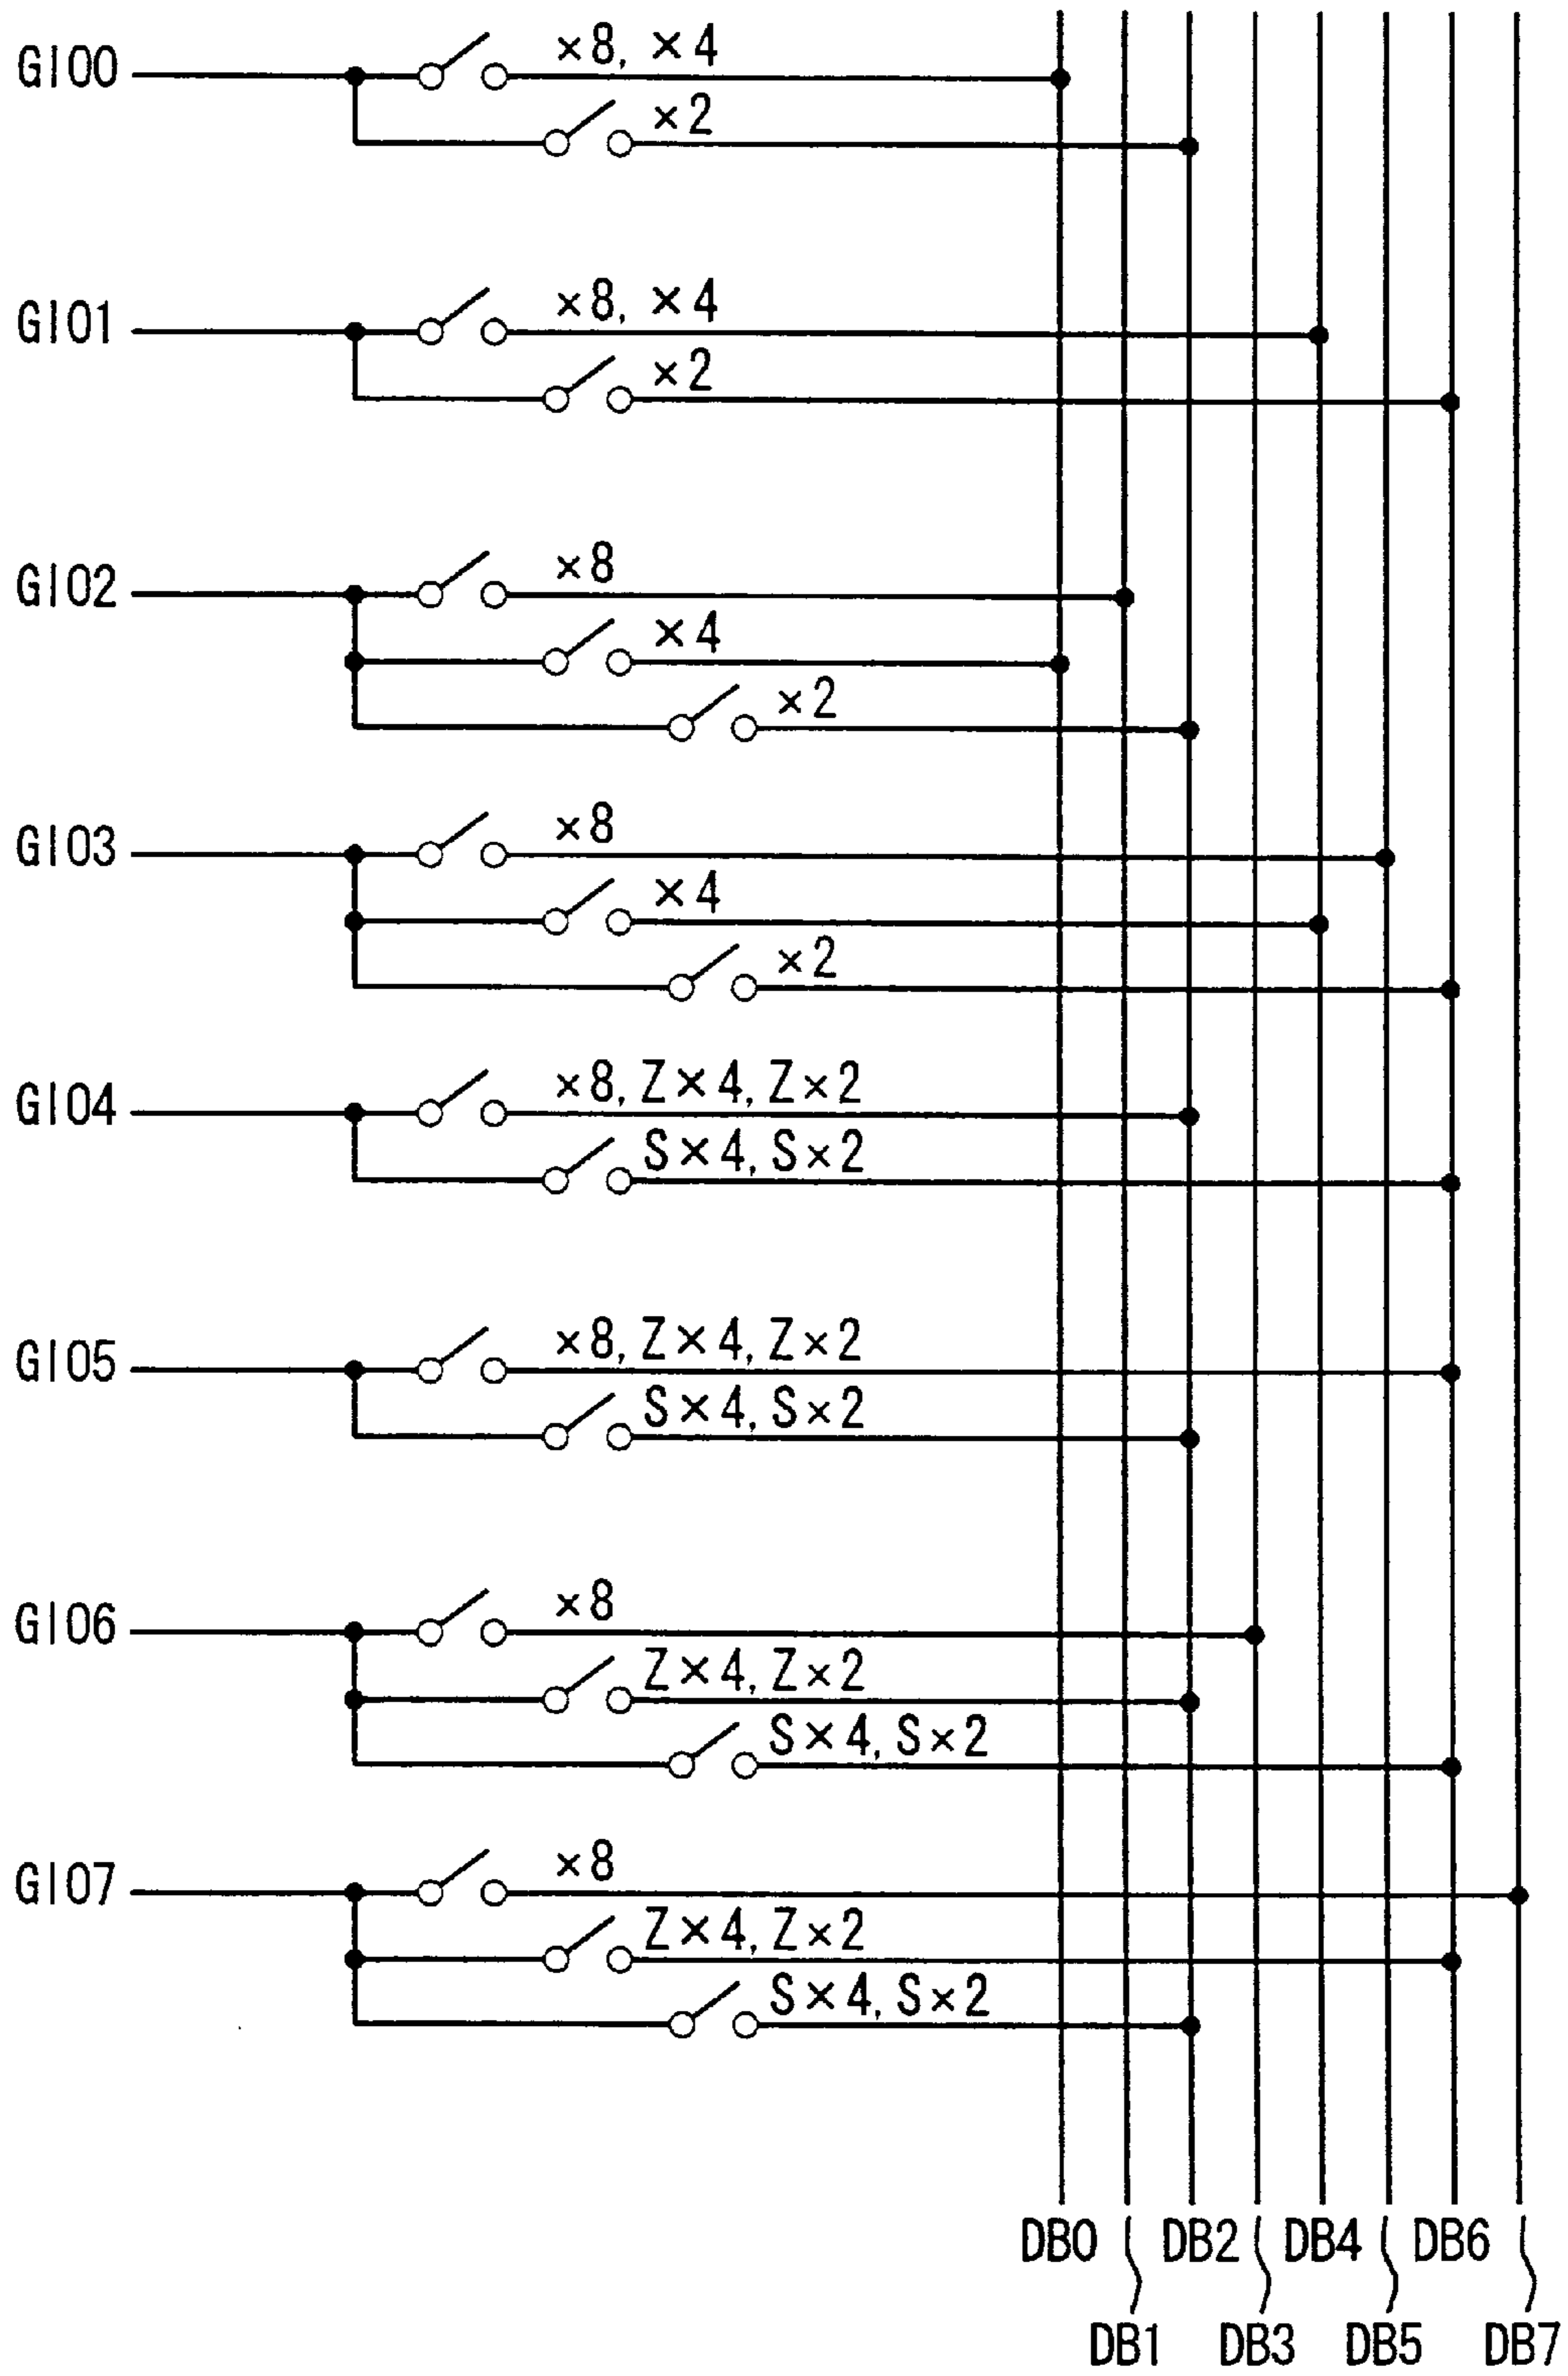 GIO0
×8, ×4
×2
GIO1
×8, ×4
×2
GIO2
×8
×4
×2
GIO3
×8
×4
×2
GIO4
×8, Z×4, Z×2
S×4, S×2
GIO5
×8, Z×4, Z×2
S×4, S×2
GIO6
×8
Z×4, Z×2
S×4, S×2
GIO7
×8
Z×4, Z×2
S×4, S×2
DB0 DB2 DB4 DB6
DB1 DB3 DB5 DB7